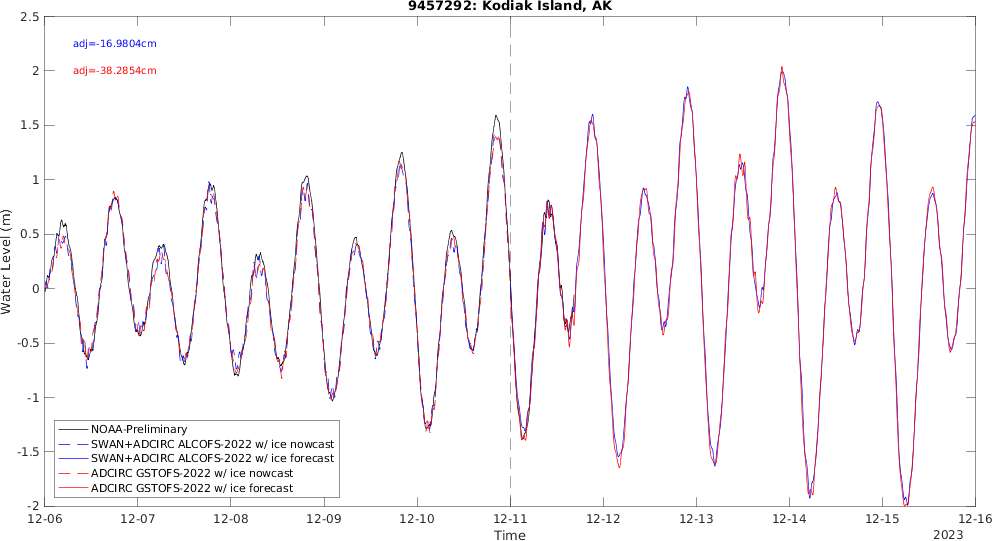 9457292: Kodiak Island, AK
adj=-16.9804cm
adj=-38.2854cm
Water Level (m)
2.5
2
1.5
1
0.5
0
-0.5
-1
-1.5
-2
NOAA-Preliminary
SWAN+ADCIRC ALCOFS-2022 w/ ice nowcast
SWAN+ADCIRC ALCOFS-2022 w/ ice forecast
ADCIRC GSTOFS-2022 w/ ice nowcast
ADCIRC GSTOFS-2022 w/ ice forecast
12-06 12-07 12-08 12-09 12-10 12-11 12-12 12-13 12-14 12-15 12-16
Time
2023